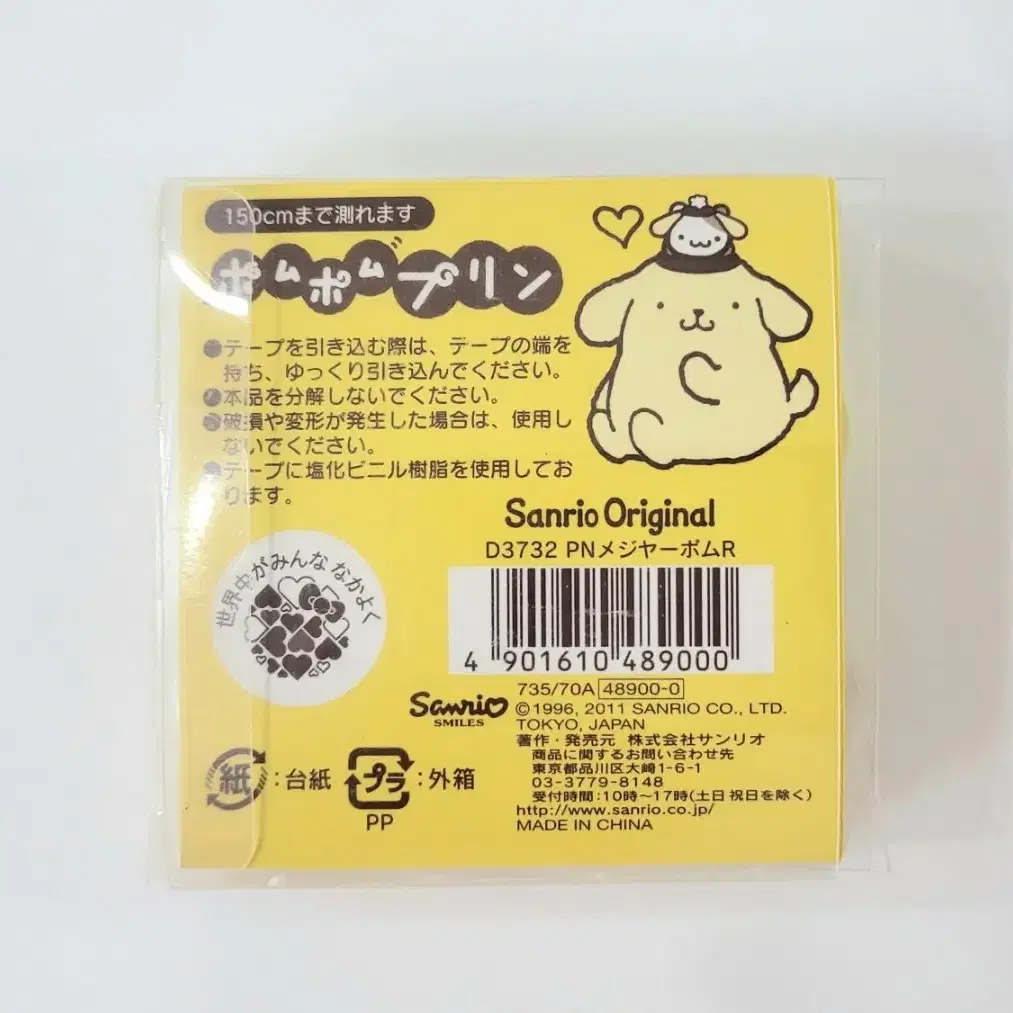 150cmまで測れます
ポムポムプリン
●テープを引き込む際は、テープの端を
持ち、ゆっくり引き込んでください。
●本品を分解しないでください。
●破損や変形が発生した場合は、使用し
ないでください。
●テープに塩化ビニル樹脂を使用してお
ります。
Sanrio Original
D3732 PNメジヤーポムR
世界中がみんななかよく
4 901610 489000
735/70A 48900-0
Sanrio
SMILES
©1996, 2011 SANRIO CO., LTD.
TOKYO, JAPAN
著作・発売元 株式会社サンリオ
商品に関するお問い合わせ先
東京都品川区大崎1-6-1
03-3779-8148
受付時間:10時～17時(土日祝日を除く)
http://www.sanrio.co.jp/
MADE IN CHINA
紙:台紙
プラ:外箱
PP